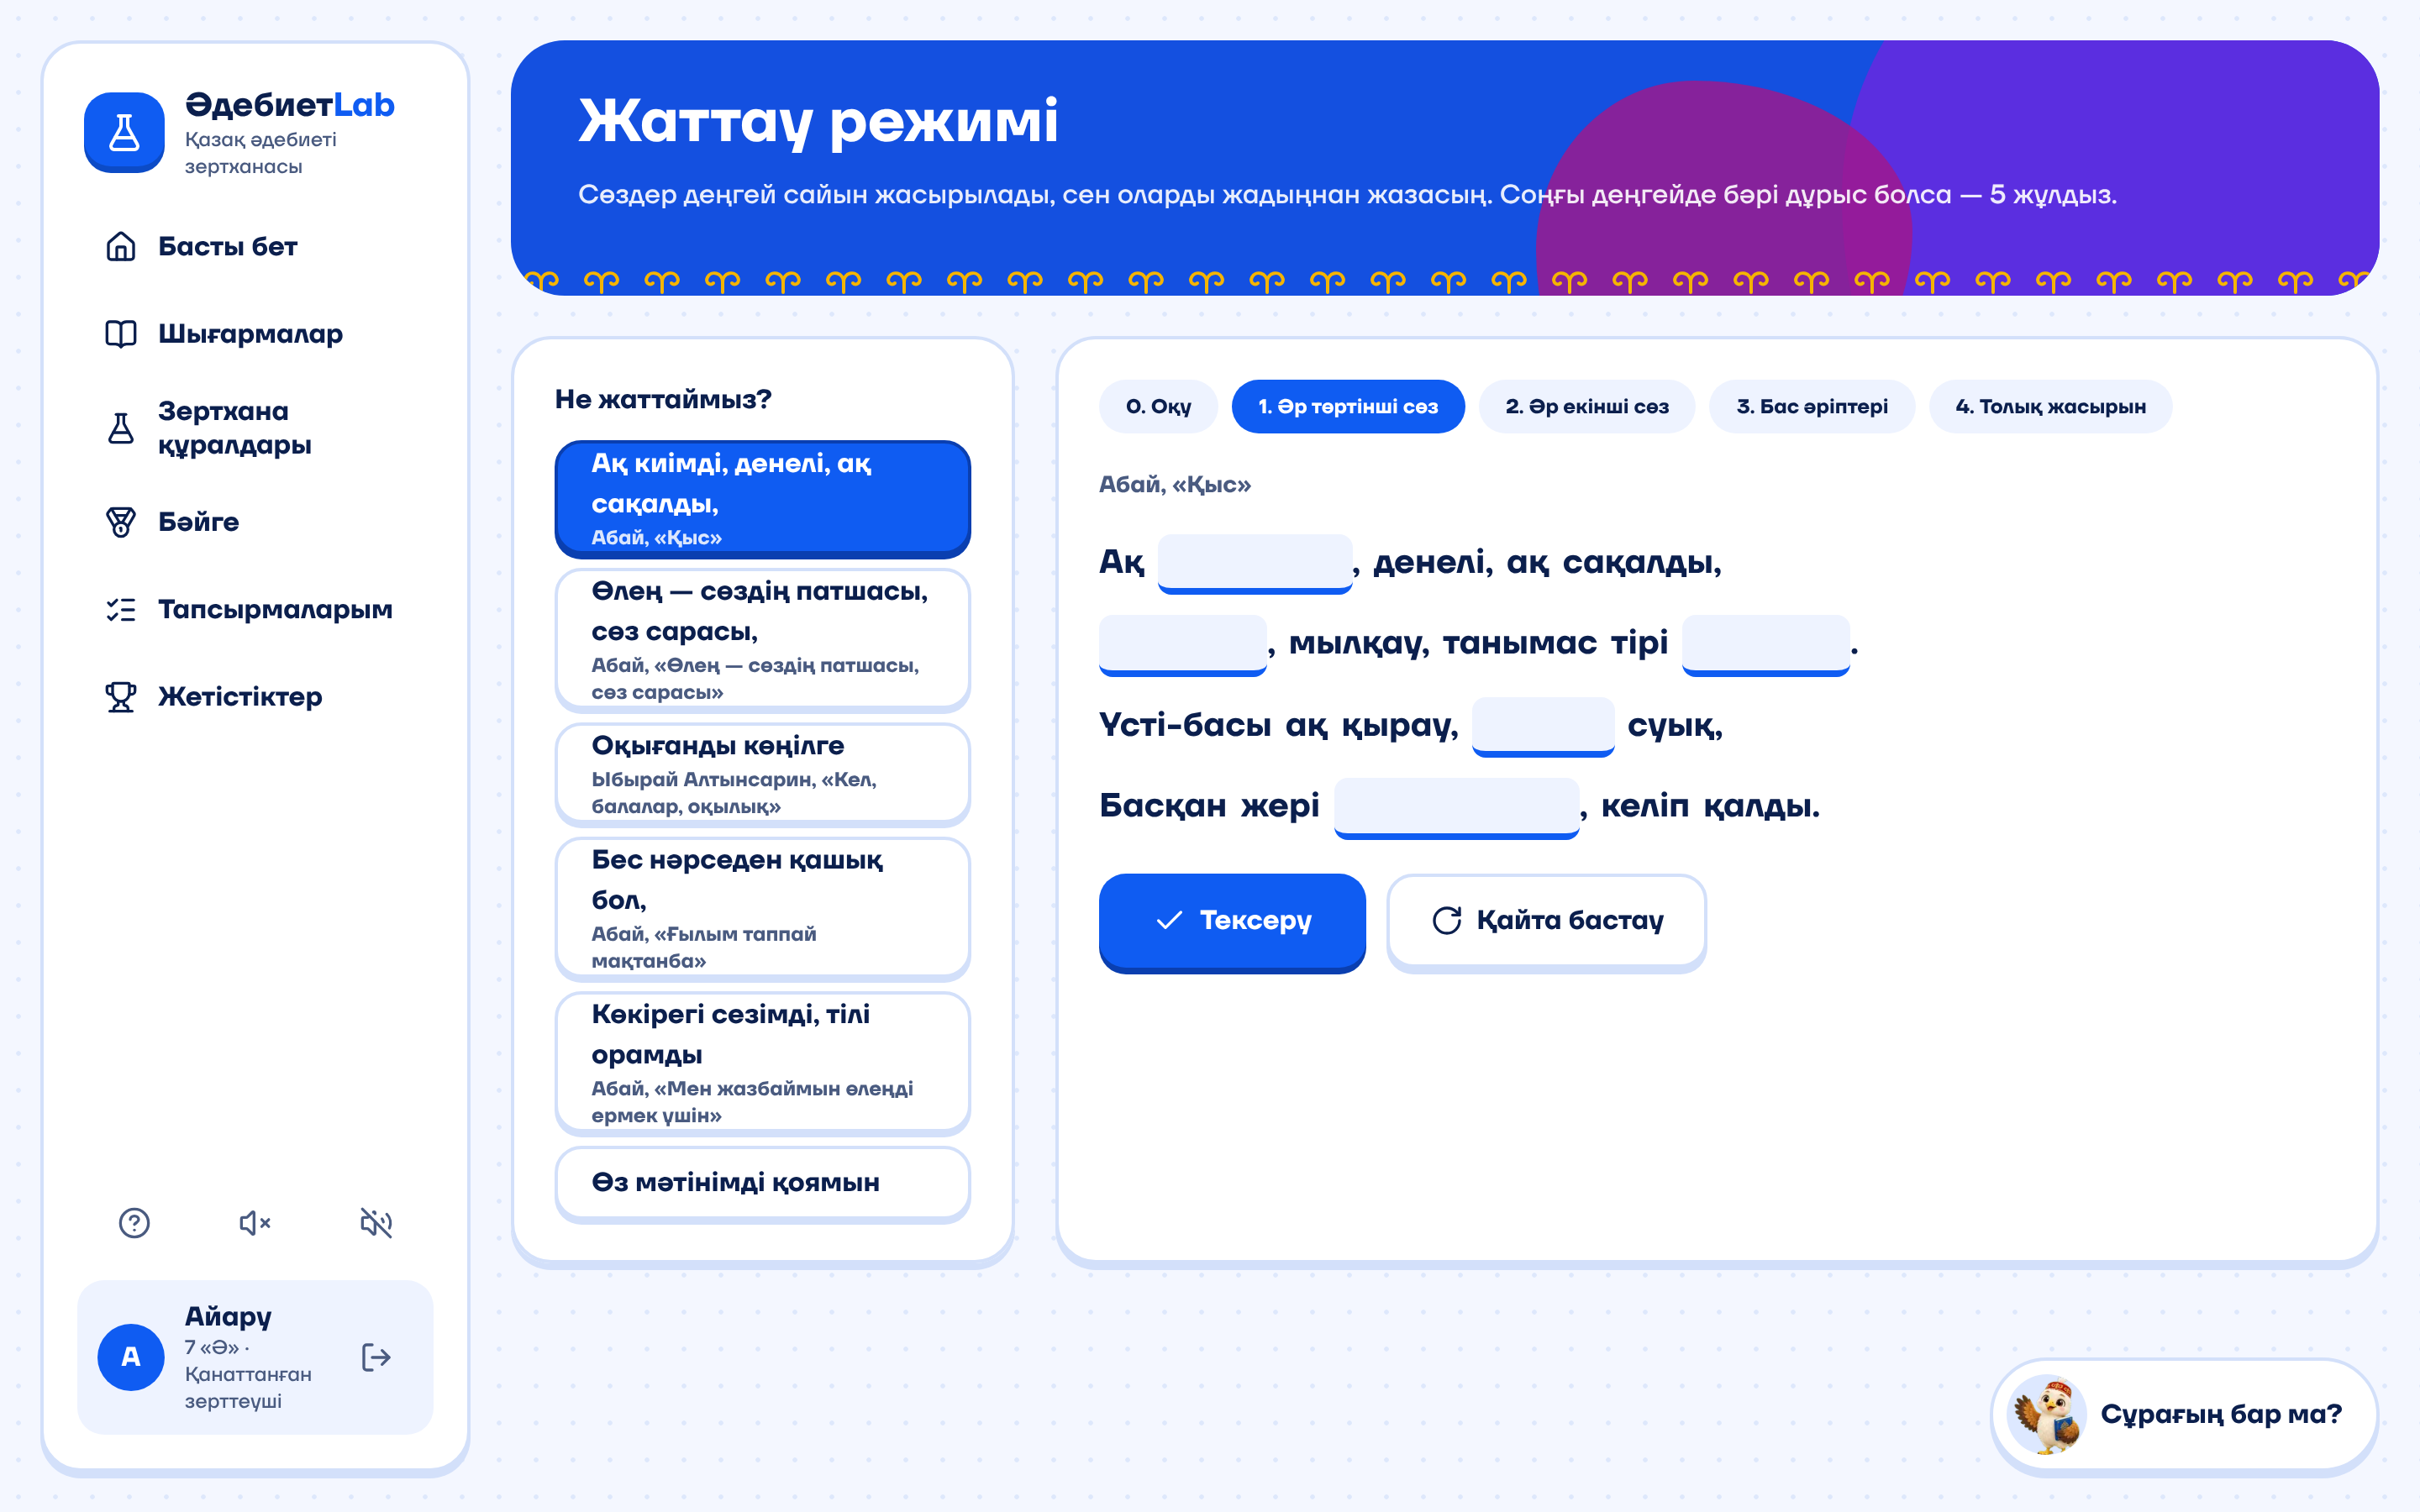 ӘдебиетLab
Қазақ әдебиеті
зертханасы
Басты бет
Шығармалар
Зертхана
құралдары
Бәйге
Тапсырмаларым
Жетістіктер
А
Айару
7 «Ә» ·
Қанаттанған
зерттеуші
Жаттау режимі
Сөздер деңгей сайын жасырылады, сен оларды жадыңнан жазасың. Соңғы деңгейде бәрі дұрыс болса — 5 жұлдыз.
Не жаттаймыз?
Ақ киімді, денелі, ақ
сақалды,
Абай, «Қыс»
Өлең — сөздің патшасы,
сөз сарасы,
Абай, «Өлең — сөздің патшасы,
сөз сарасы»
Оқығанды көңілге
Ыбырай Алтынсарин, «Кел,
балалар, оқылық»
Бес нәрседен қашық
бол,
Абай, «Ғылым таппай
мақтанба»
Көкірегі сезімді, тілі
орамды
Абай, «Мен жазбаймын өлеңді
ермек үшін»
Өз мәтінімді қоямын
0. Оқу
1. Әр төртінші сөз
2. Әр екінші сөз
3. Бас әріптері
4. Толық жасырын
Абай, «Қыс»
Ақ , денелі, ақ сақалды,
, мылқау, танымас тірі .
Үсті-басы ақ қырау, суық,
Басқан жері , келіп қалды.
Тексеру
Қайта бастау
Сұрағың бар ма?